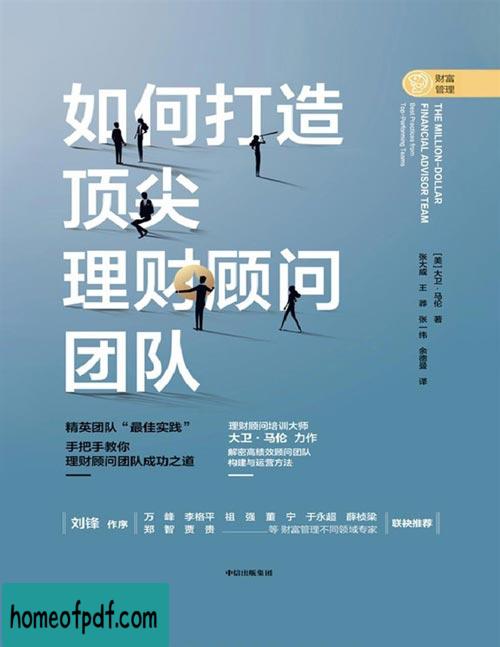 财富
管理
THE MILLION-DOLLAR
FINANCIAL ADVISOR TEAM
Best Practices from
Top-Performing Teams
如何打造
顶尖
理财顾问
团队
[美] 大卫·马伦 著
张大威 王 莽 张一纬 余德曼 译
精英团队“最佳实践”
手把手教你
理财顾问团队成功之道
理财顾问培训大师
大卫·马伦 力作
解密高绩效顾问团队
构建与运营方法
刘锋 作序
万 峰 李格平 祖 强 董 宁 于永超 薛桢梁
郑 智 贾 贵 等 财富管理不同领域专家
联袂推荐
中信出版集团
homeofpdf.com